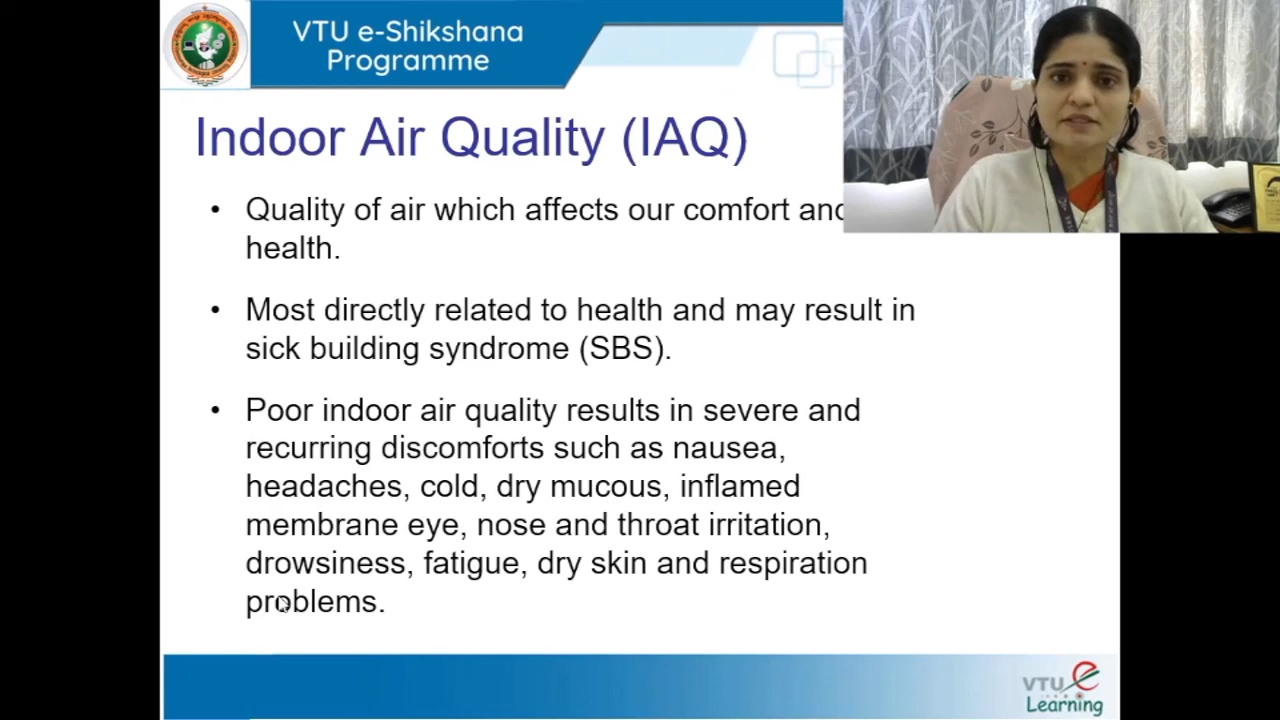 VTU e-Shikshana
Programme
Indoor Air Quality (IAQ)
• Quality of air which affects our comfort and
health.
• Most directly related to health and may result in
sick building syndrome (SBS).
• Poor indoor air quality results in severe and
recurring discomforts such as nausea,
headaches, cold, dry mucous, inflamed
membrane eye, nose and throat irritation,
drowsiness, fatigue, dry skin and respiration
problems.
VTU e
Learning